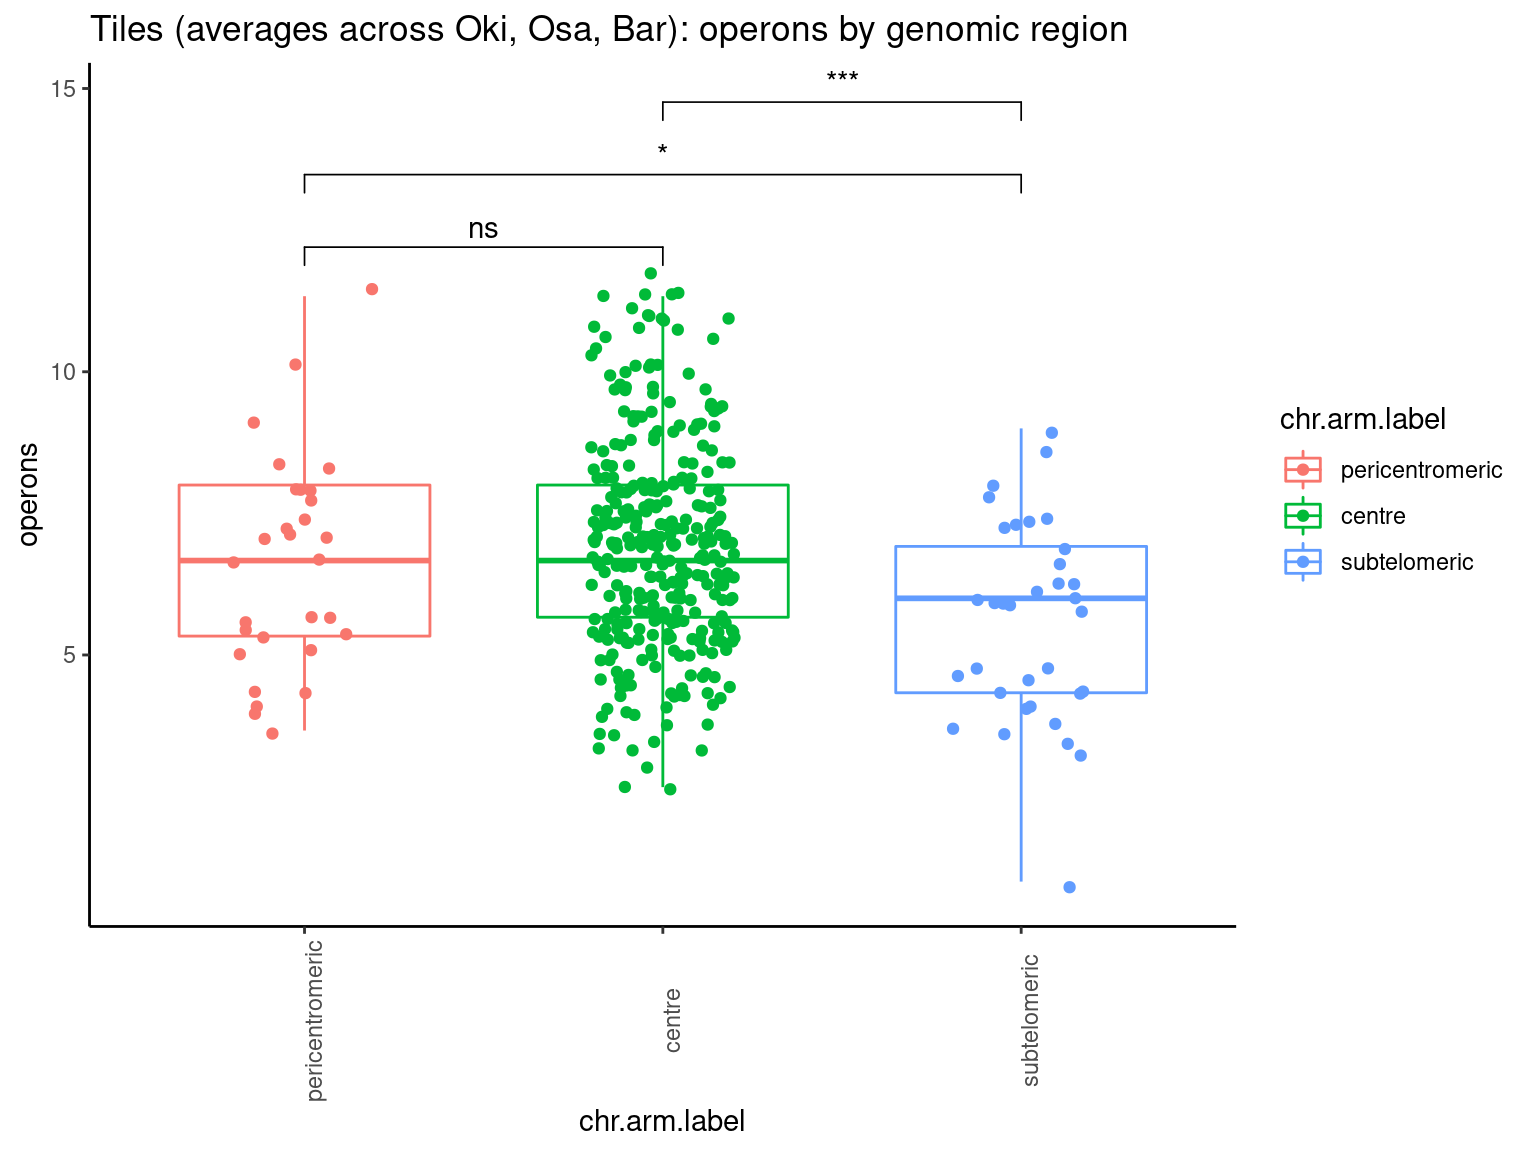 Tiles (averages across Oki, Osa, Bar): operons by genomic region
15
***
*
ns
10
5
operons
chr.arm.label
pericentromeric
centre
subtelomeric
pericentromeric
centre
subtelomeric
chr.arm.label